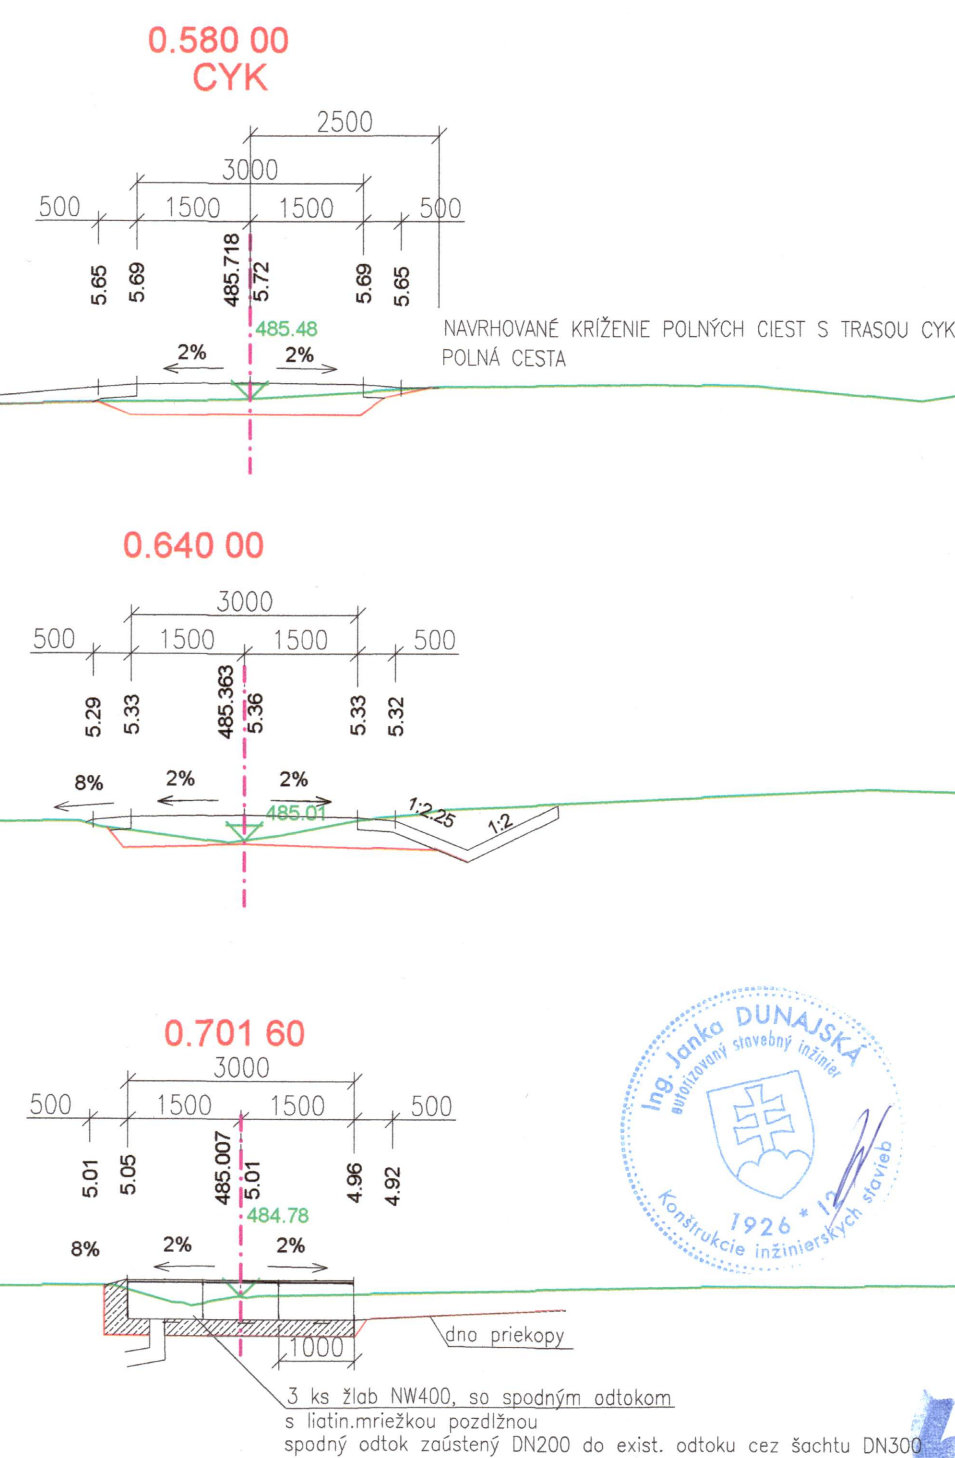 0.580 00
CYK
2500
3000
500 1500 1500 500
5.65 5.69 485.718 5.72 5.69 5.65
485.48
NAVRHOVANÉ KRÍŽENIE POLNÝCH CIEST S TRASOU CYK
POLNÁ CESTA
2% 2%
0.640 00
3000
500 1500 1500 500
5.29 5.33 485.363 5.36 5.33 5.32
8% 2% 2%
485.01
1:2.25 1:2
0.701 60
3000
500 1500 1500 500
5.01 5.05 485.007 5.01 4.96 4.92
484.78
8% 2% 2%
dno priekopy
1000
3 ks žlab NW400, so spodným odtokom
s liatin.mriežkou pozdlžnou
spodný odtok zaústený DN200 do exist. odtoku cez šachtu DN300
Ing. Janka DUNAJSKÁ
autorizovaný stavebný inžinier
1926 *
Konštrukcie inžinierskych stavieb